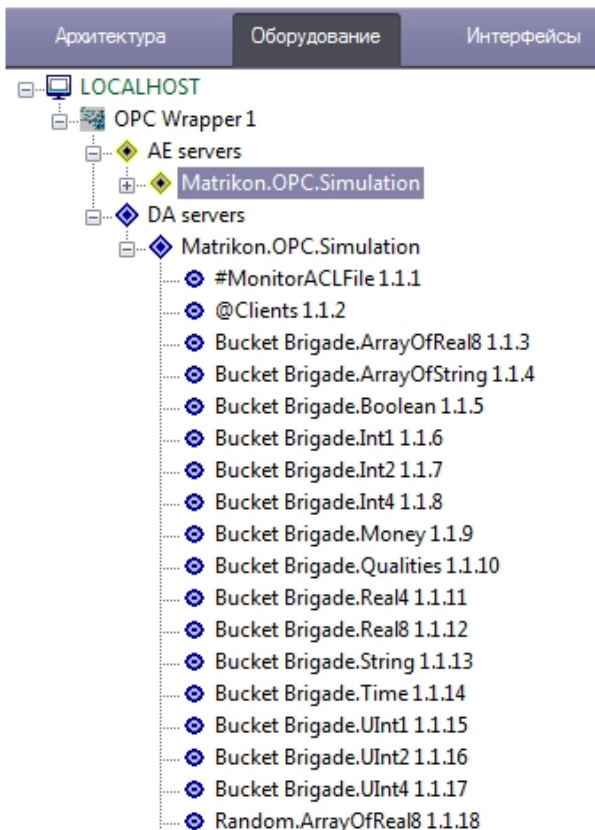 Архитектура Оборудование Интерфейсы
LOCALHOST
OPC Wrapper 1
AE servers
Matrikon.OPC.Simulation
DA servers
Matrikon.OPC.Simulation
#MonitorACLFile 1.1.1
@Clients 1.1.2
Bucket Brigade.ArrayOfReal8 1.1.3
Bucket Brigade.ArrayOfString 1.1.4
Bucket Brigade.Boolean 1.1.5
Bucket Brigade.Int1 1.1.6
Bucket Brigade.Int2 1.1.7
Bucket Brigade.Int4 1.1.8
Bucket Brigade.Money 1.1.9
Bucket Brigade.Qualities 1.1.10
Bucket Brigade.Real4 1.1.11
Bucket Brigade.Real8 1.1.12
Bucket Brigade.String 1.1.13
Bucket Brigade.Time 1.1.14
Bucket Brigade.UInt1 1.1.15
Bucket Brigade.UInt2 1.1.16
Bucket Brigade.UInt4 1.1.17
Random.ArrayOfReal8 1.1.18